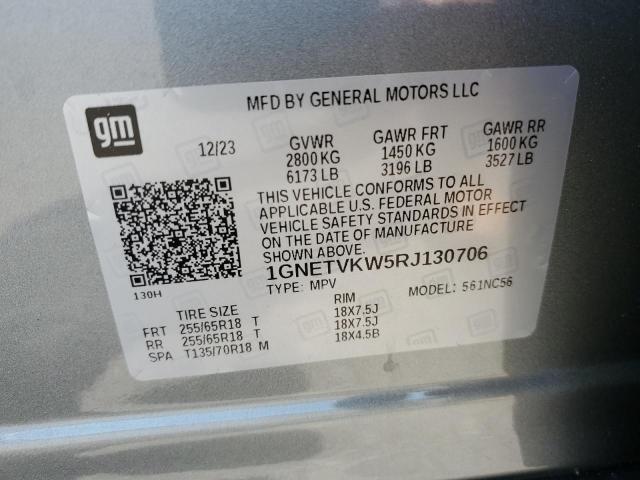 MFD BY GENERAL MOTORS LLC
gm
12/23 GVWR GAWR FRT GAWR RR
2800 KG 1450 KG 1600 KG
6173 LB 3196 LB 3527 LB
THIS VEHICLE CONFORMS TO ALL
APPLICABLE U.S. FEDERAL MOTOR
VEHICLE SAFETY STANDARDS IN EFFECT
ON THE DATE OF MANUFACTURE
SHOWN ABOVE.
1GNETVKW5RJ130706
130H TYPE: MPV MODEL: 561NC56
TIRE SIZE RIM
FRT 255/65R18 T 18X7.5J
RR 255/65R18 T 18X7.5J
SPA T135/70R18 M 18X4.5B